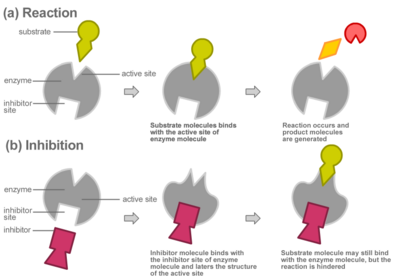 (a) Reaction
substrate
enzyme
active site
inhibitor
site
Substrate molecules binds
with the active site of
enzyme molecule
Reaction occurs and
product molecules
are generated
(b) Inhibition
enzyme
active site
inhibitor
site
inhibitor
Inhibitor molecule binds with
the inhibitor site of enzyme
molecule and laters the structure
of the active site
Substrate molecule may still bind
with the enzyme molecule, but the
reaction is hindered